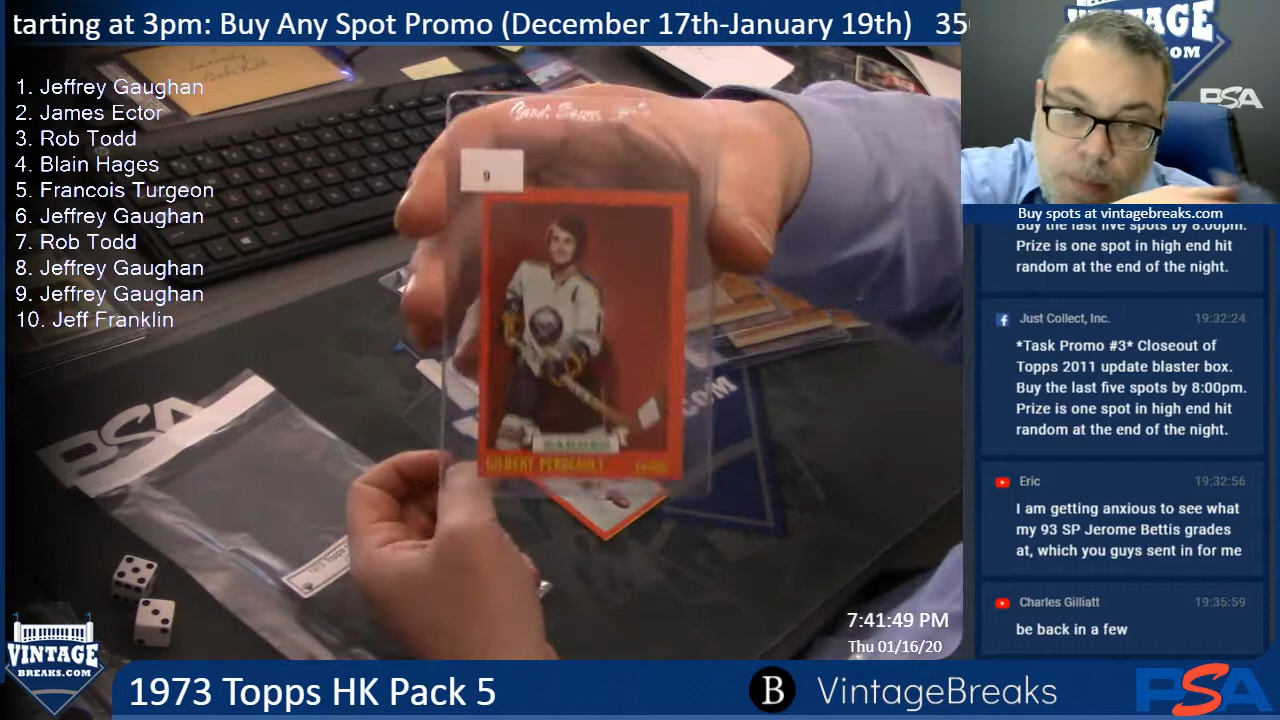 tarting at 3pm: Buy Any Spot Promo (December 17th-January 19th) 35
VINTAGE
.COM
PSA
1. Jeffrey Gaughan
2. James Ector
3. Rob Todd
4. Blain Hages
5. Francois Turgeon
6. Jeffrey Gaughan
7. Rob Todd
8. Jeffrey Gaughan
9. Jeffrey Gaughan
10. Jeff Franklin
9
SABRES
GILBERT PERREAULT
PSA
.COM
Buy spots at vintagebreaks.com
Buy the last five spots by 8:00pm.
Prize is one spot in high end hit
random at the end of the night.
Just Collect, Inc. 19:32:24
*Task Promo #3* Closeout of
Topps 2011 update blaster box.
Buy the last five spots by 8:00pm.
Prize is one spot in high end hit
random at the end of the night.
Eric 19:32:56
I am getting anxious to see what
my 93 SP Jerome Bettis grades
at, which you guys sent in for me
Charles Gilliatt 19:35:59
be back in a few
7:41:49 PM
Thu 01/16/20
VINTAGE
BREAKS.COM
1973 Topps HK Pack 5
B VintageBreaks
PSA